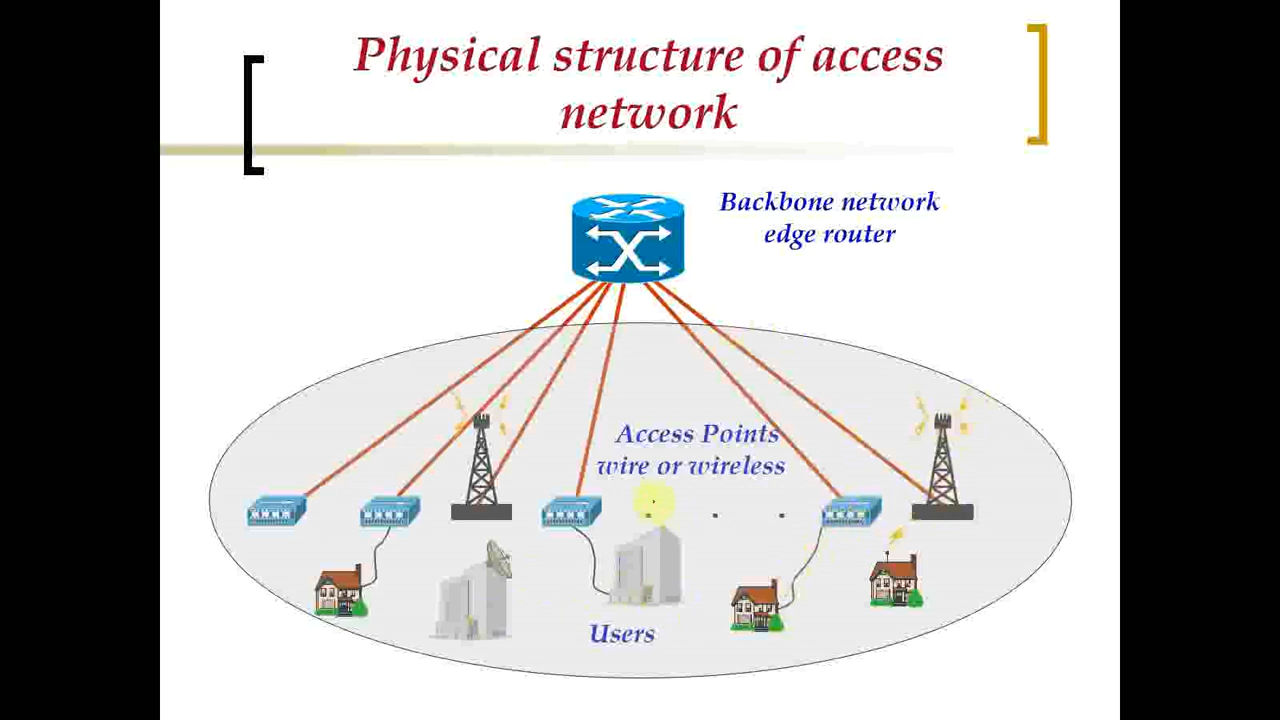 Physical structure of access
network
Backbone network
edge router
Access Points
wire or wireless
Users